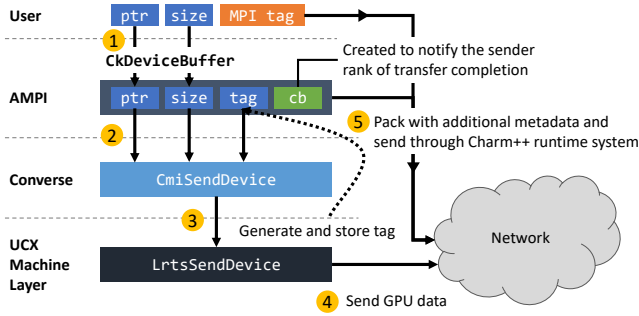 User
ptr
size
MPI tag
1
CkDeviceBuffer
Created to notify the sender
rank of transfer completion
AMPI
ptr
size
tag
cb
2
5
Pack with additional metadata and
send through Charm++ runtime system
Converse
CmiSendDevice
3
Generate and store tag
Network
UCX
Machine
Layer
LrtsSendDevice
4
Send GPU data